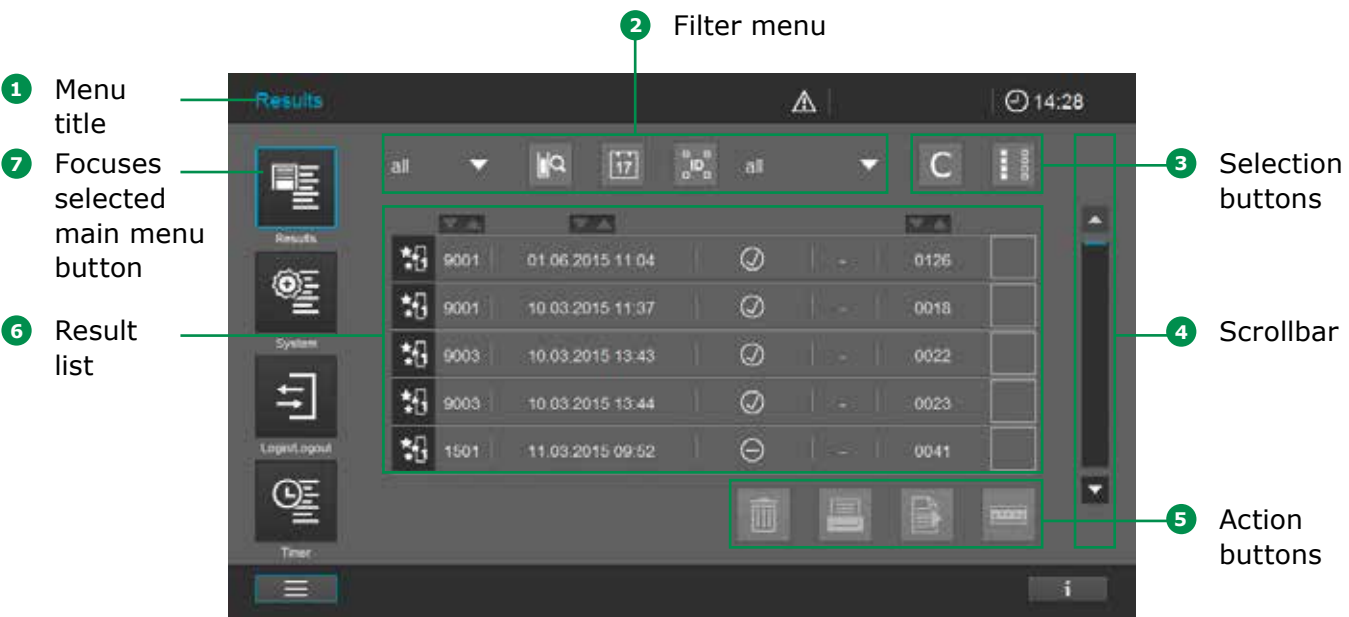 2 Filter menu
1 Menu
title
7 Focuses
selected
main menu
button
6 Result
list
Results
14:28
all
17
ID
all
C
3 Selection
buttons
Results
9001 01.06.2015 11:04 - 0126
9001 10.03.2015 11:37 - 0018
System
9003 10.03.2015 13:43 - 0022
4 Scrollbar
9003 10.03.2015 13:44 - 0023
Login/Logout
1501 11.03.2015 09:52 - 0041
5 Action
buttons
Timer
i